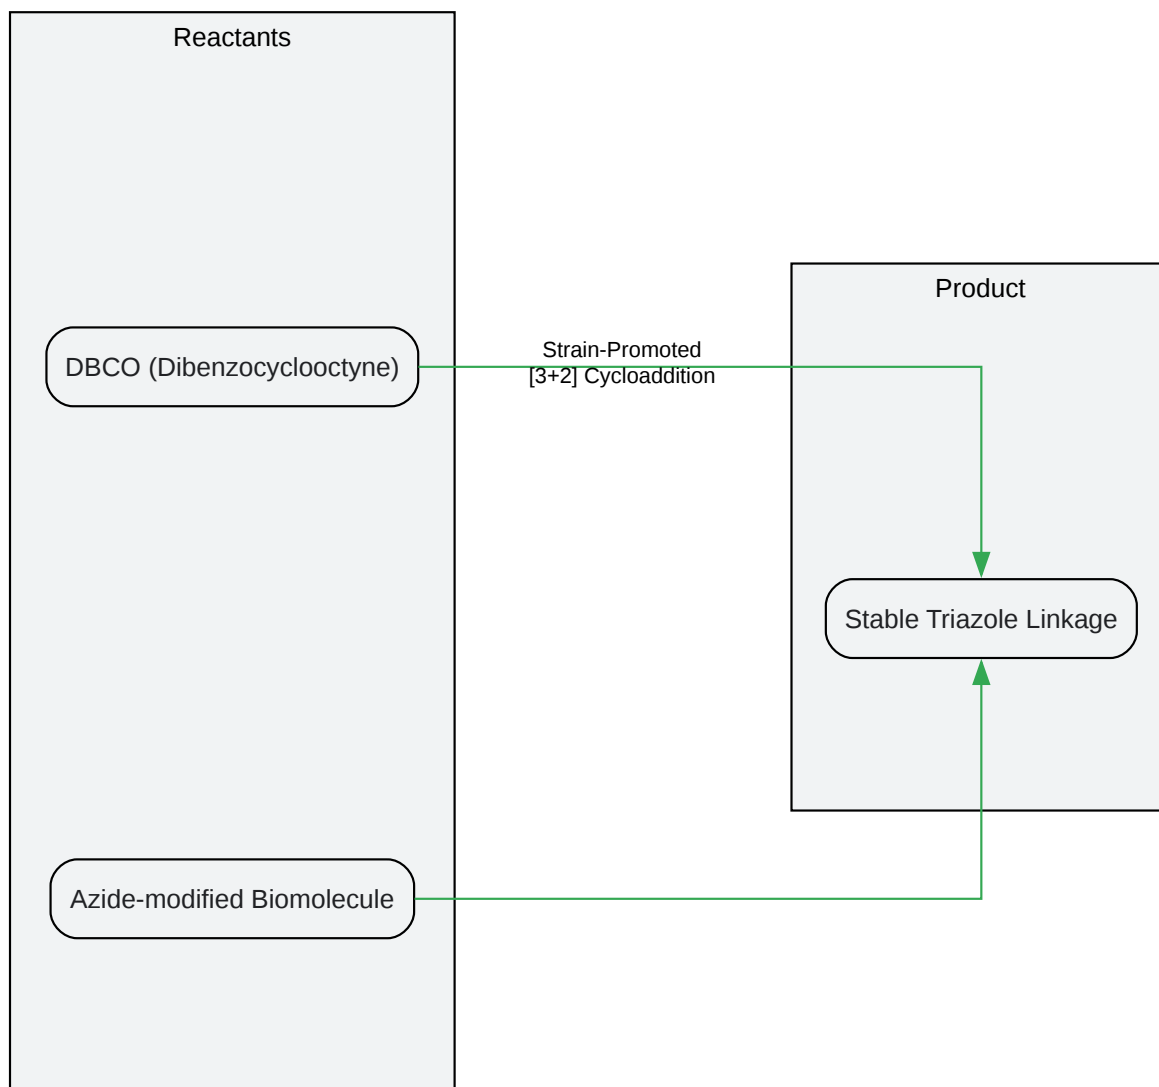 Reactants
DBCO (Dibenzocyclooctyne)
Strain-Promoted
[3+2] Cycloaddition
Product
Stable Triazole Linkage
Azide-modified Biomolecule